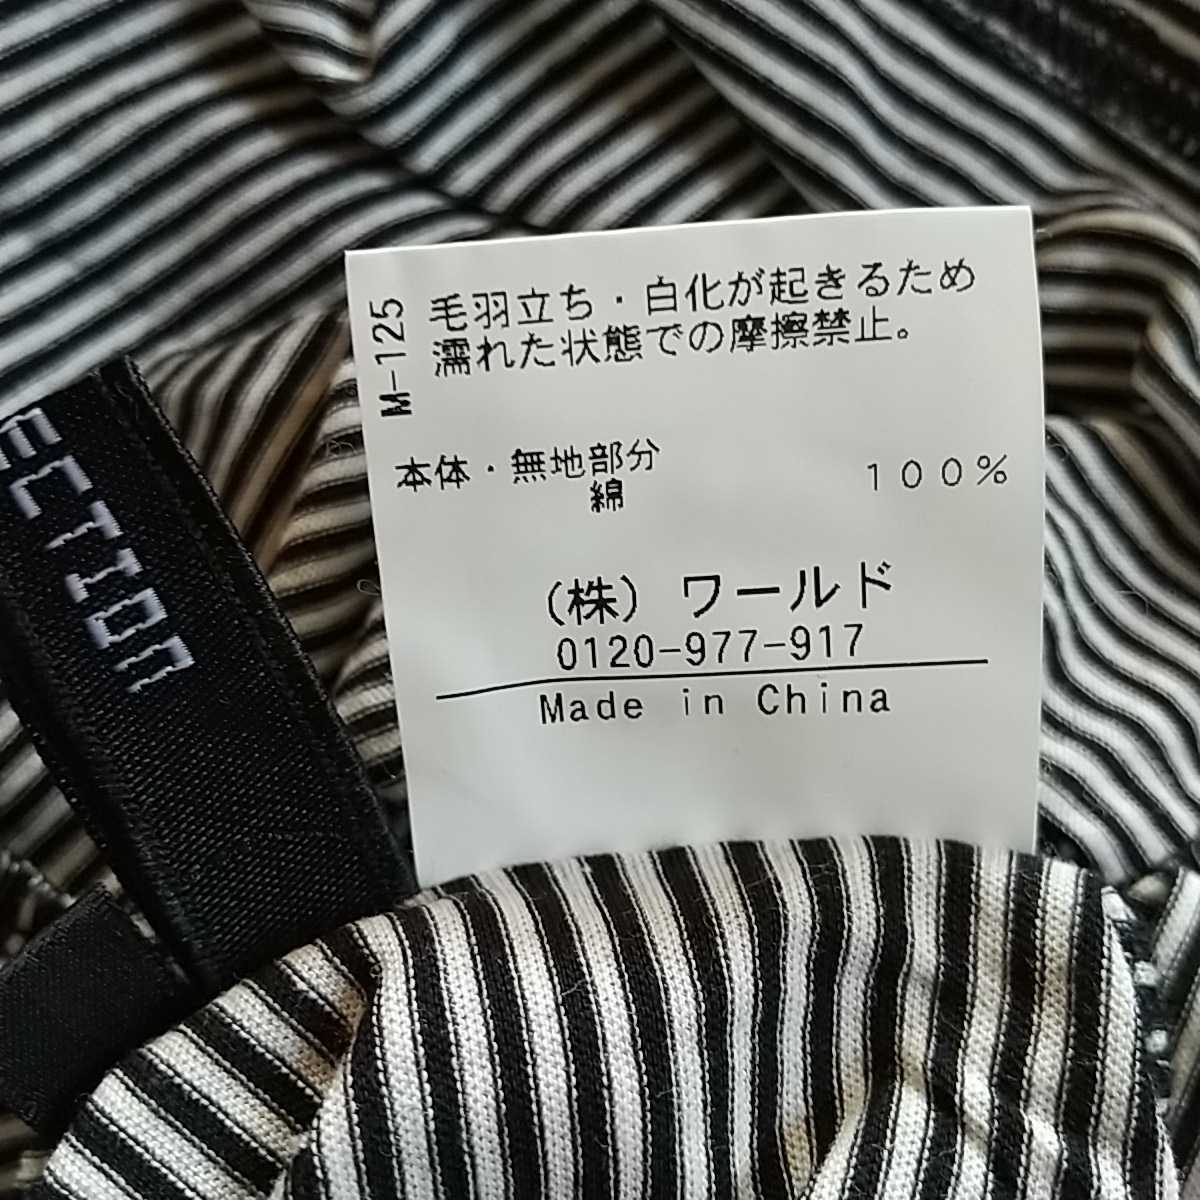 M-125
毛羽立ち・白化が起きるため
濡れた状態での摩擦禁止。
本体・無地部分
綿 １００％
(株) ワールド
0120-977-917
Made in China
ECTION